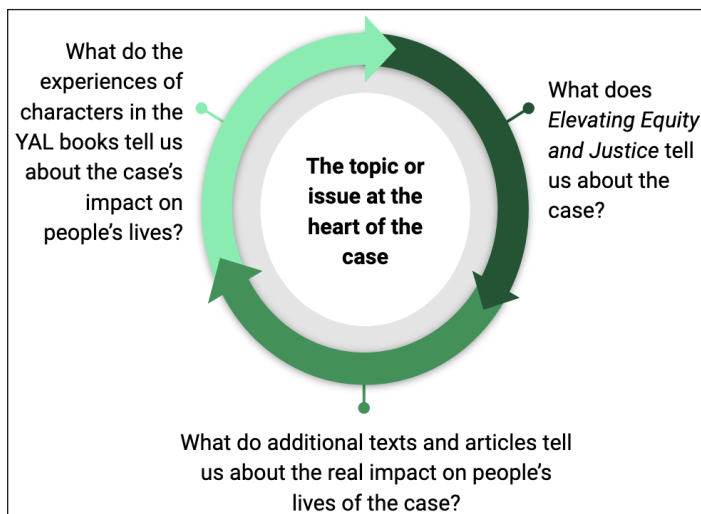 What do the
experiences of
characters in the
YAL books tell us
about the case's
impact on
people's lives?
What does
Elevating Equity
and Justice tell
us about the
case?
The topic or
issue at the
heart of the
case
What do additional texts and articles tell
us about the real impact on people's
lives of the case?